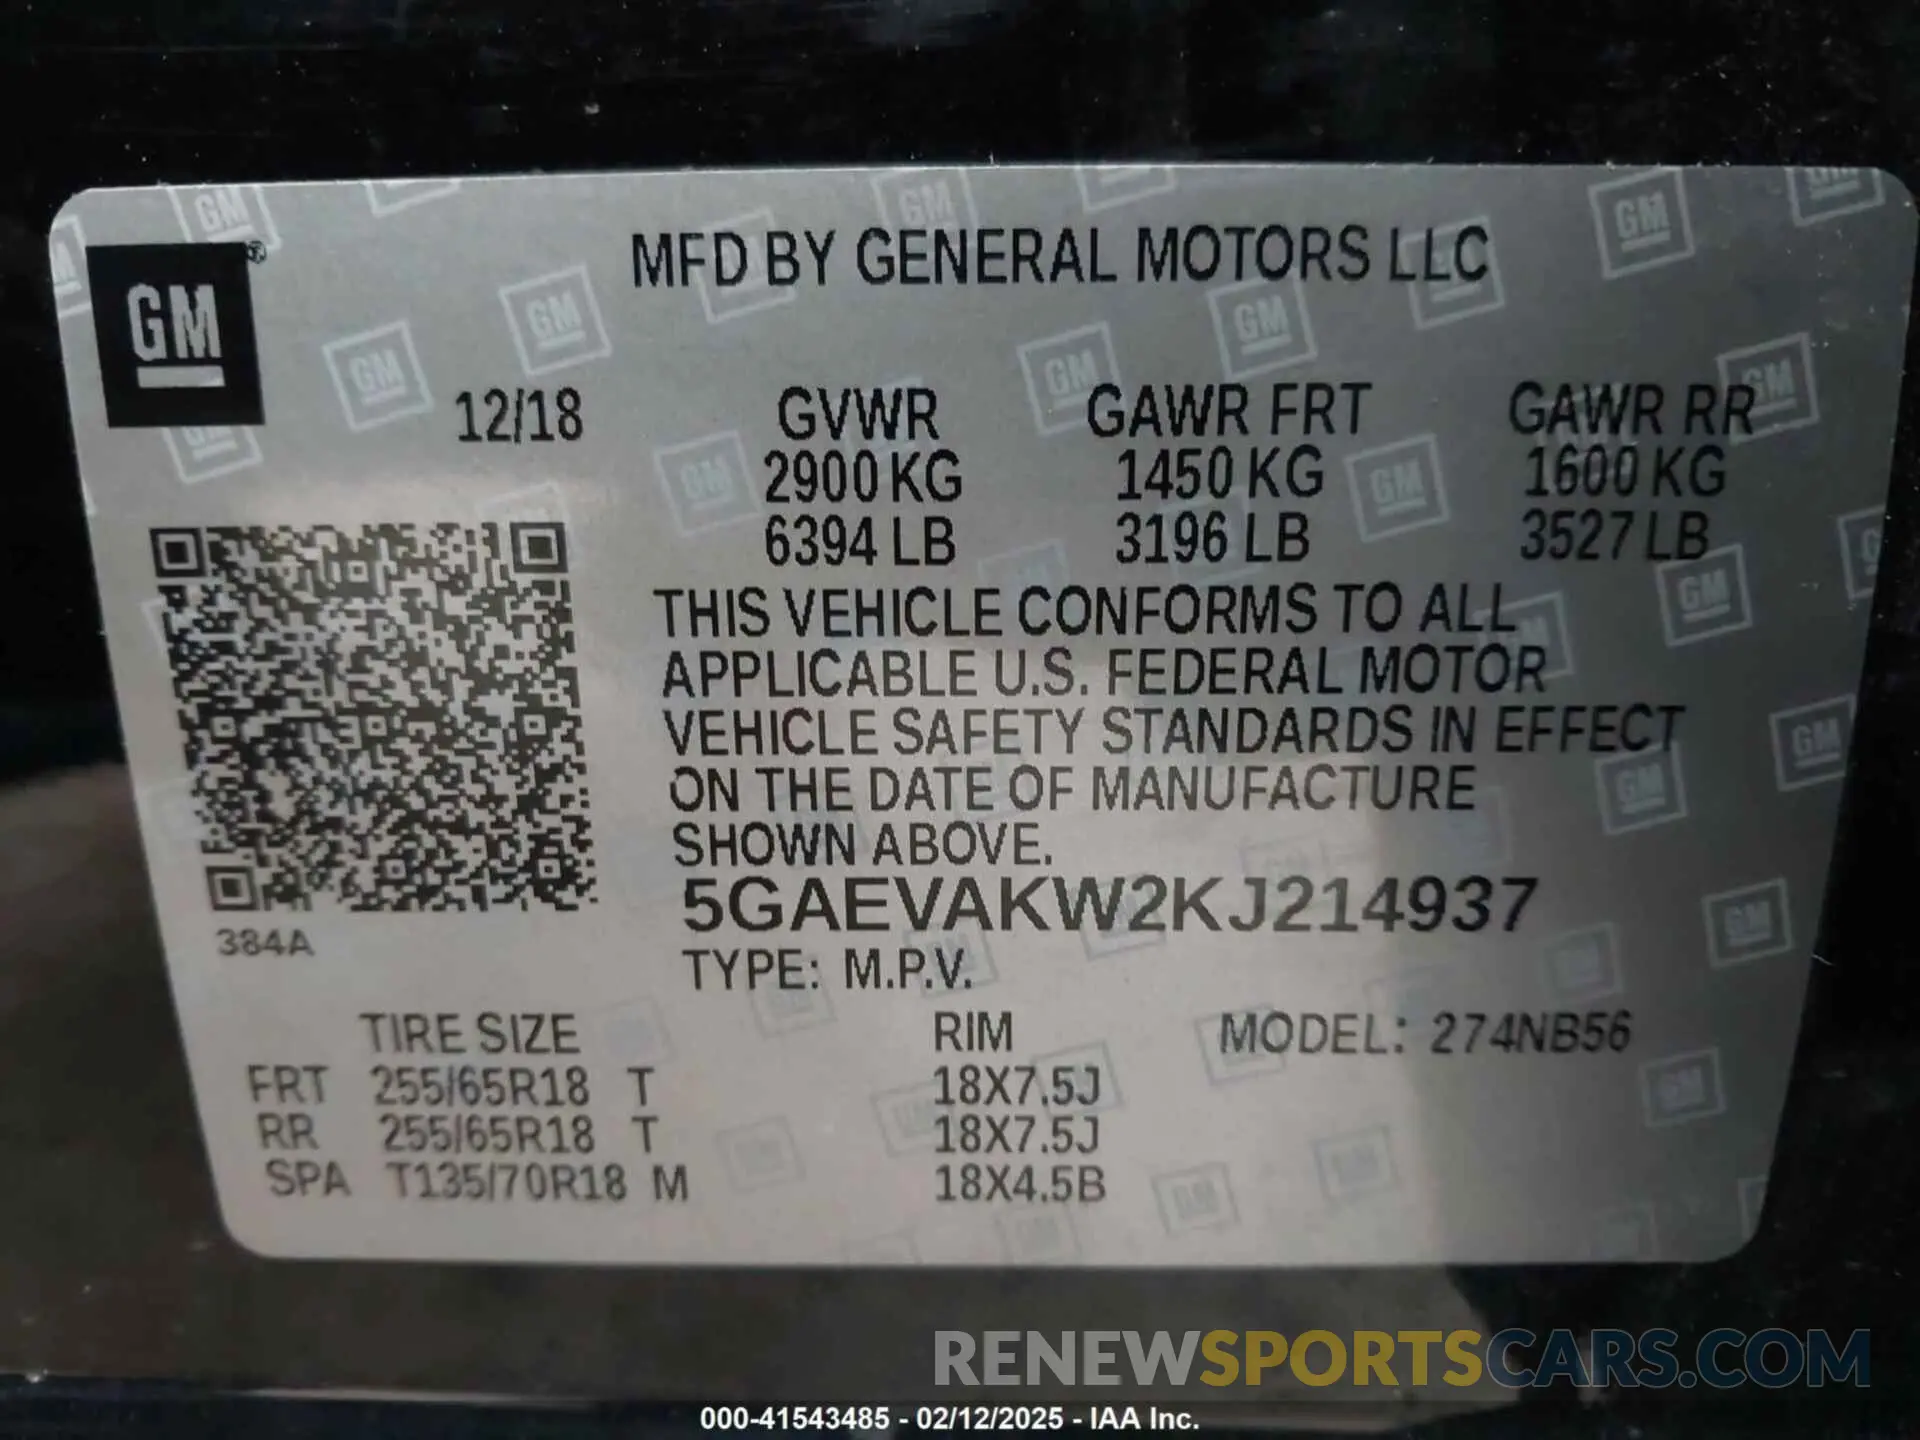 GM®
MFD BY GENERAL MOTORS LLC
12/18 GVWR GAWR FRT GAWR RR
2900 KG 1450 KG 1600 KG
6394 LB 3196 LB 3527 LB
THIS VEHICLE CONFORMS TO ALL
APPLICABLE U.S. FEDERAL MOTOR
VEHICLE SAFETY STANDARDS IN EFFECT
ON THE DATE OF MANUFACTURE
SHOWN ABOVE.
5GAEVAKW2KJ214937
384A
TYPE: M.P.V.
TIRE SIZE RIM MODEL: 274NB56
FRT 255/65R18 T 18X7.5J
RR 255/65R18 T 18X7.5J
SPA T135/70R18 M 18X4.5B
RENEWSPORTSCARS.COM
000-41543485 - 02/12/2025 - IAA Inc.